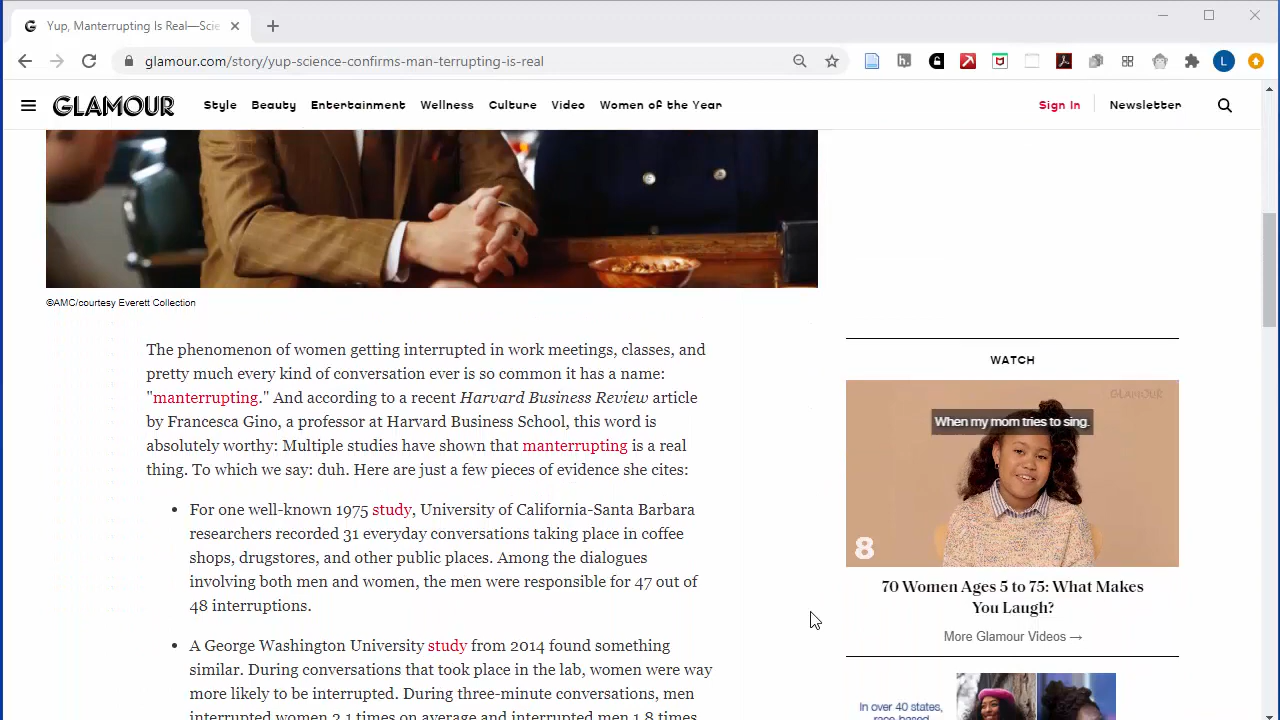 Yup, Manterrupting Is Real—Scie
glamour.com/story/yup-science-confirms-man-terrupting-is-real
L
GLAMOUR
Style Beauty Entertainment Wellness Culture Video Women of the Year
Sign In Newsletter
©AMC/courtesy Everett Collection
The phenomenon of women getting interrupted in work meetings, classes, and
pretty much every kind of conversation ever is so common it has a name:
"manterrupting." And according to a recent Harvard Business Review article
by Francesca Gino, a professor at Harvard Business School, this word is
absolutely worthy: Multiple studies have shown that manterrupting is a real
thing. To which we say: duh. Here are just a few pieces of evidence she cites:
For one well-known 1975 study, University of California-Santa Barbara
researchers recorded 31 everyday conversations taking place in coffee
shops, drugstores, and other public places. Among the dialogues
involving both men and women, the men were responsible for 47 out of
48 interruptions.
A George Washington University study from 2014 found something
similar. During conversations that took place in the lab, women were way
more likely to be interrupted. During three-minute conversations, men
interrupted women 2.1 times on average and interrupted men 1.8 times
WATCH
GLAMOUR
When my mom tries to sing.
8
70 Women Ages 5 to 75: What Makes
You Laugh?
More Glamour Videos →
In over 40 states,
race-based